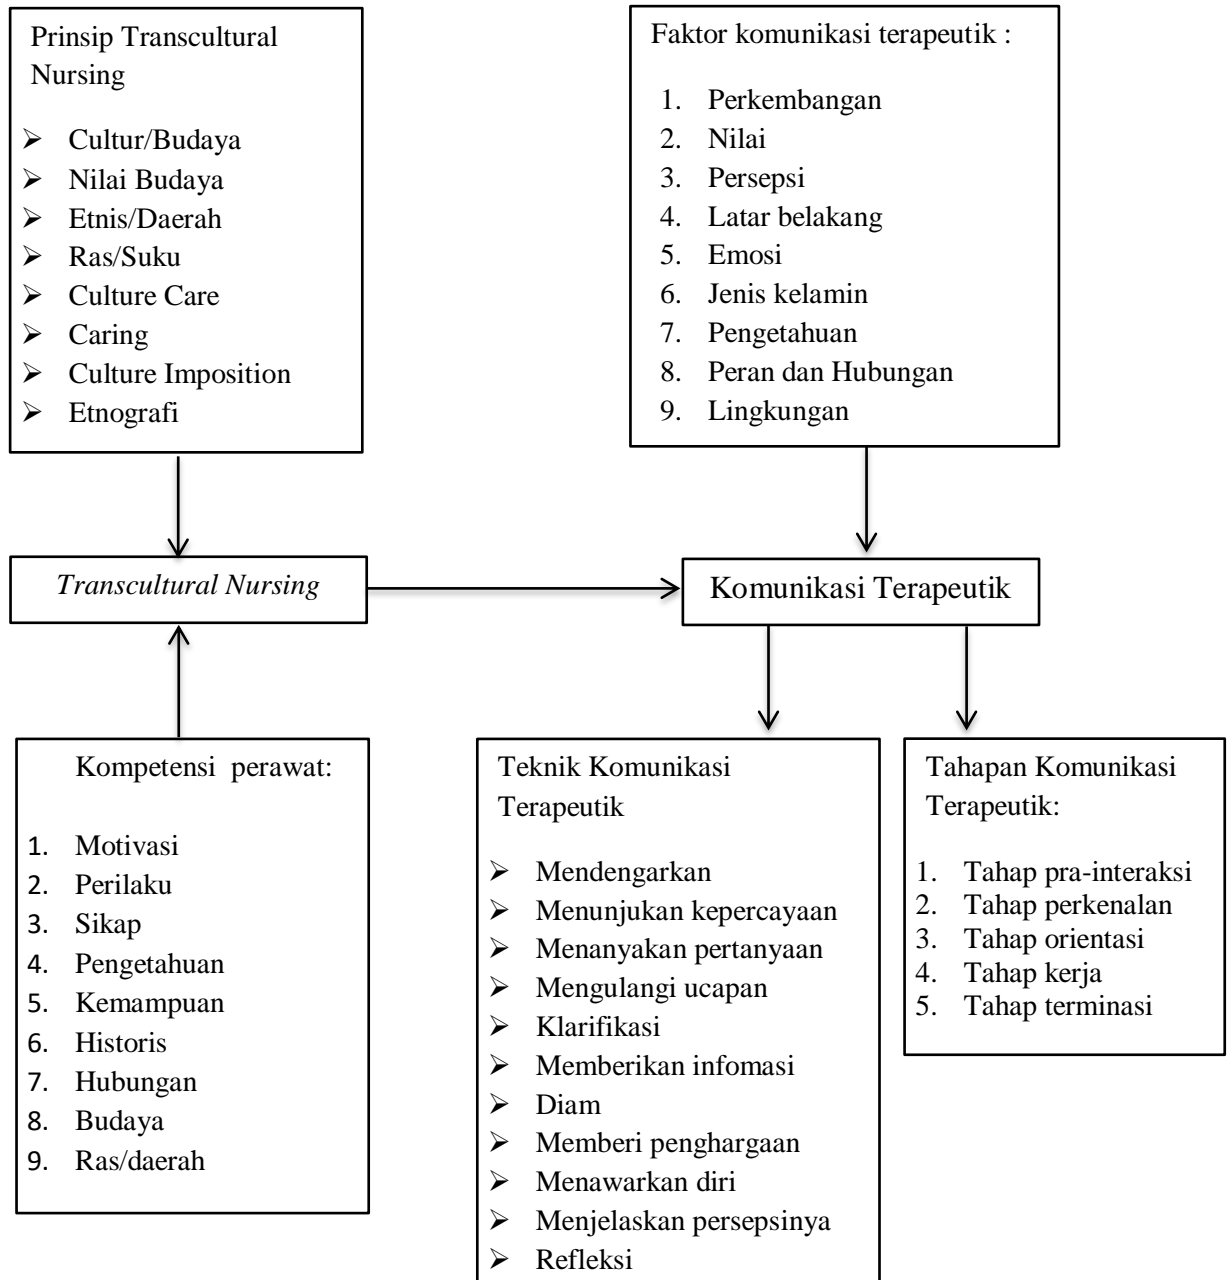 Prinsip Transcultural
Nursing
➤ Cultur/Budaya
➤ Nilai Budaya
➤ Etnis/Daerah
➤ Ras/Suku
➤ Culture Care
➤ Caring
➤ Culture Imposition
➤ Etnografi
Faktor komunikasi terapeutik :
1. Perkembangan
2. Nilai
3. Persepsi
4. Latar belakang
5. Emosi
6. Jenis kelamin
7. Pengetahuan
8. Peran dan Hubungan
9. Lingkungan
Transcultural Nursing
Komunikasi Terapeutik
Kompetensi perawat:
1. Motivasi
2. Perilaku
3. Sikap
4. Pengetahuan
5. Kemampuan
6. Historis
7. Hubungan
8. Budaya
9. Ras/daerah
Teknik Komunikasi
Terapeutik
➤ Mendengarkan
➤ Menunjukan kepercayaan
➤ Menanyakan pertanyaan
➤ Mengulangi ucapan
➤ Klarifikasi
➤ Memberikan infomasi
➤ Diam
➤ Memberi penghargaan
➤ Menawarkan diri
➤ Menjelaskan persepsinya
➤ Refleksi
Tahapan Komunikasi
Terapeutik:
1. Tahap pra-interaksi
2. Tahap perkenalan
3. Tahap orientasi
4. Tahap kerja
5. Tahap terminasi